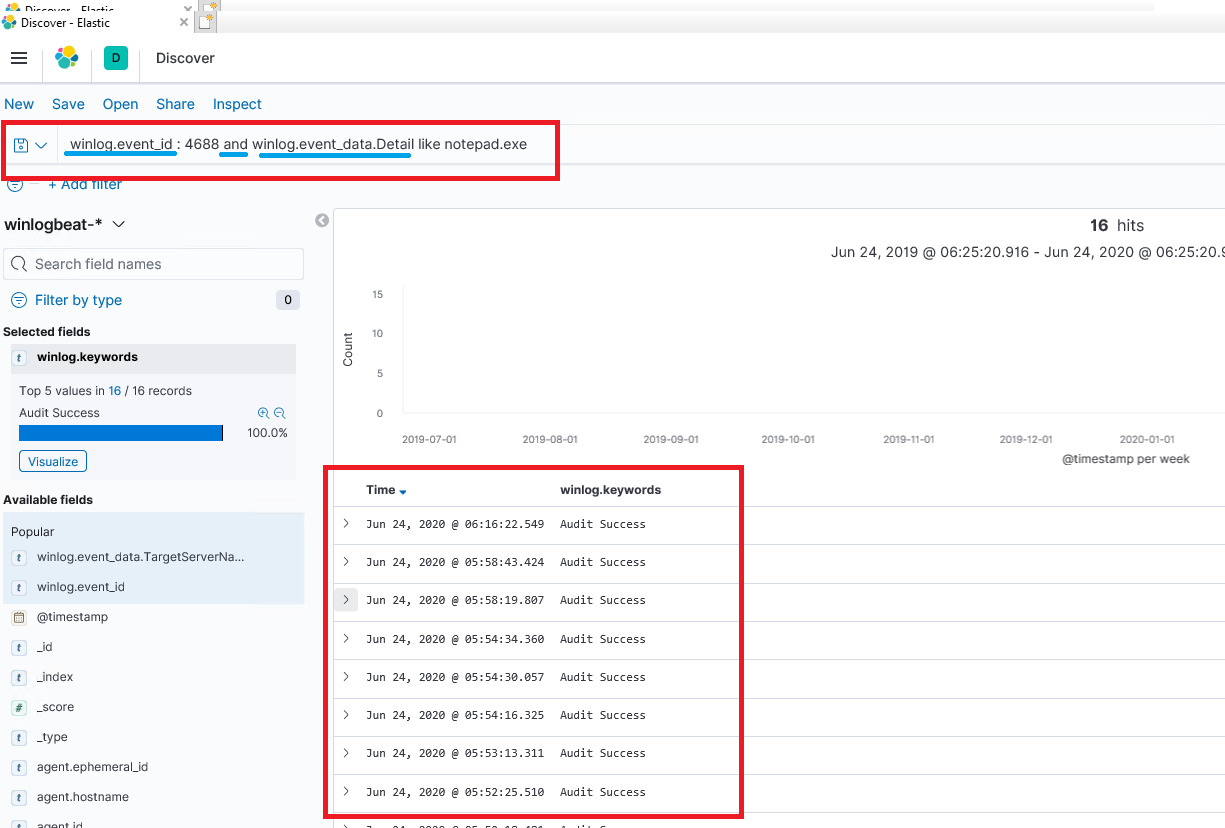 Discover - Elastic
Discover - Elastic
D
Discover
New Save Open Share Inspect
winlog.event_id : 4688 and winlog.event_data.Detail like notepad.exe
+ Add filter
winlogbeat-*
16 hits
Jun 24, 2019 @ 06:25:20.916 - Jun 24, 2020 @ 06:25:20.9
Search field names
Filter by type 0
Selected fields
t winlog.keywords
Top 5 values in 16 / 16 records
Audit Success
100.0%
Visualize
Available fields
Popular
t winlog.event_data.TargetServerNa...
t winlog.event_id
@timestamp
t _id
t _index
# _score
t _type
t agent.ephemeral_id
t agent.hostname
t agent.id
Count
15
10
5
0
2019-07-01 2019-08-01 2019-09-01 2019-10-01 2019-11-01 2019-12-01 2020-01-01
@timestamp per week
Time winlog.keywords
Jun 24, 2020 @ 06:16:22.549 Audit Success
Jun 24, 2020 @ 05:58:43.424 Audit Success
Jun 24, 2020 @ 05:58:19.807 Audit Success
Jun 24, 2020 @ 05:54:34.360 Audit Success
Jun 24, 2020 @ 05:54:30.057 Audit Success
Jun 24, 2020 @ 05:54:16.325 Audit Success
Jun 24, 2020 @ 05:53:13.311 Audit Success
Jun 24, 2020 @ 05:52:25.510 Audit Success